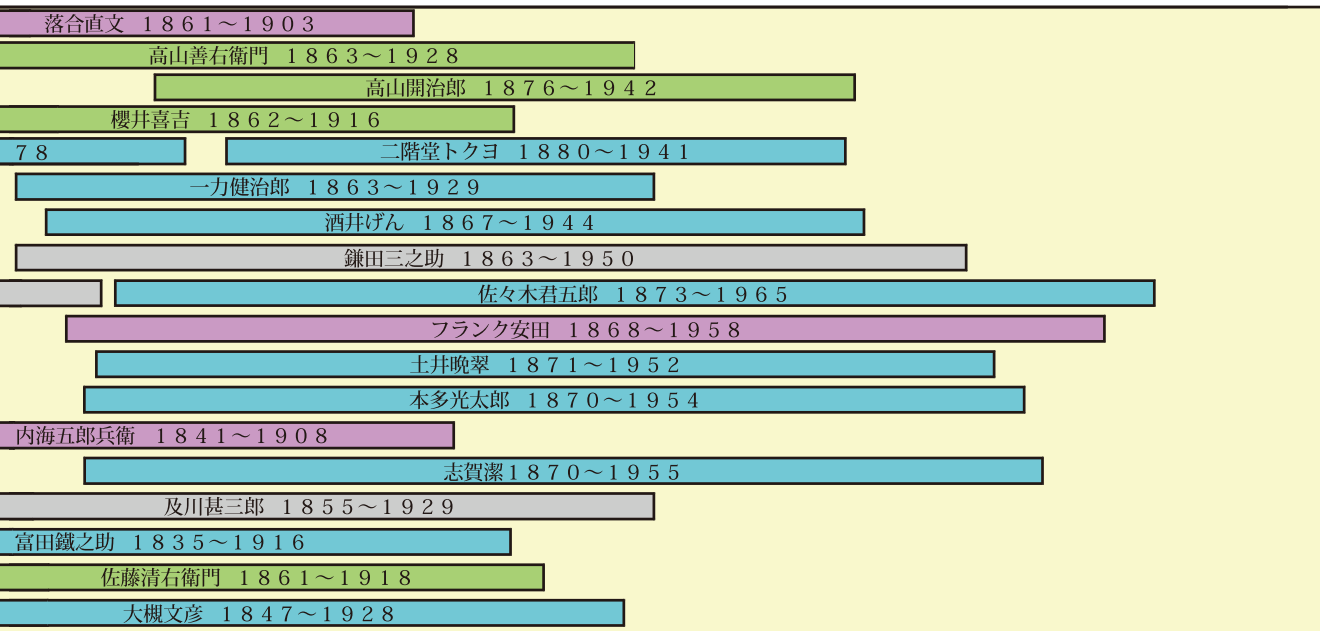 落合直文　１８６１～１９０３
高山善右衛門　１８６３～１９２８
高山開治郎　１８７６～１９４２
櫻井喜吉　１８６２～１９１６
７８　二階堂トクヨ　１８８０～１９４１
一力健治郎　１８６３～１９２９
酒井げん　１８６７～１９４４
鎌田三之助　１８６３～１９５０
佐々木君五郎　１８７３～１９６５
フランク安田　１８６８～１９５８
土井晩翠　１８７１～１９５２
本多光太郎　１８７０～１９５４
内海五郎兵衛　１８４１～１９０８
志賀潔１８７０～１９５５
及川甚三郎　１８５５～１９２９
富田鐵之助　１８３５～１９１６
佐藤清右衛門　１８６１～１９１８
大槻文彦　１８４７～１９２８